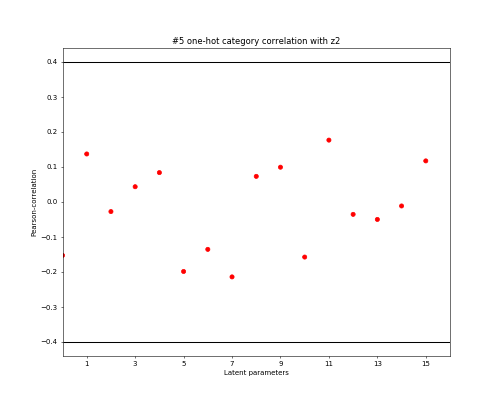 #5 one-hot category correlation with z2
0.4
0.3
0.2
0.1
0.0
−0.1
−0.2
−0.3
−0.4
Pearson-correlation
1 3 5 7 9 11 13 15
Latent parameters